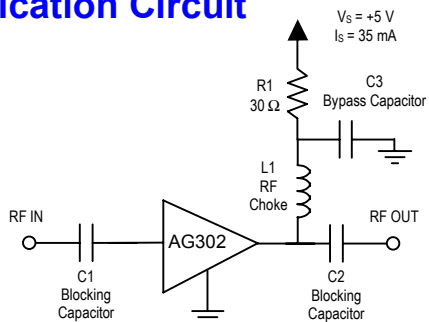 ication Circuit
VS = +5 V
IS = 35 mA
R1
30 Ω
C3
Bypass Capacitor
L1
RF
Choke
RF IN
AG302
RF OUT
C1
Blocking
Capacitor
C2
Blocking
Capacitor